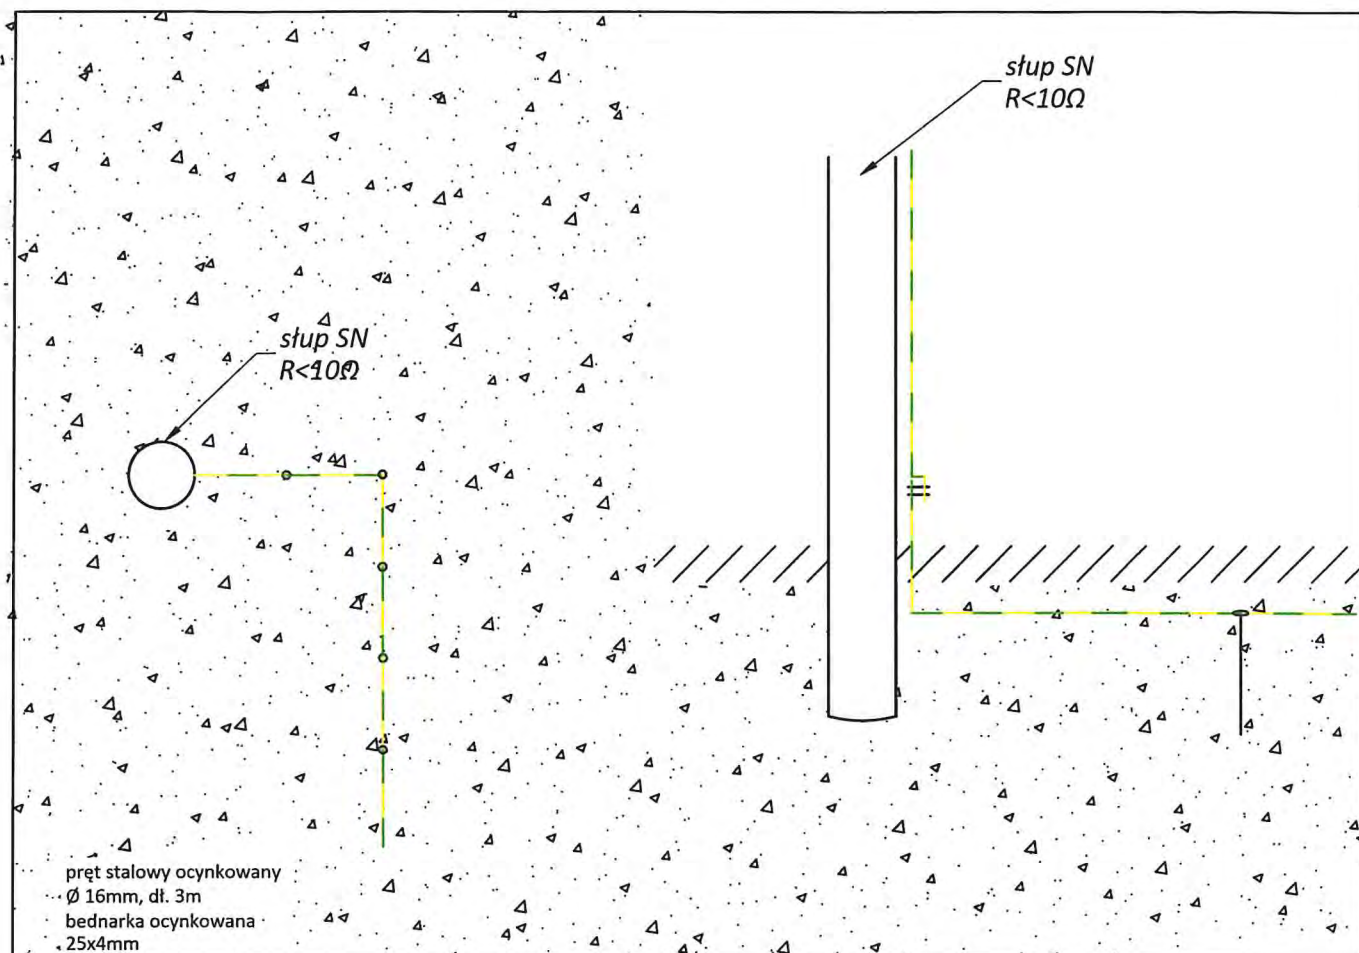 słup SN
R<10Ω
słup SN
R<10Ω
pręt stalowy ocynkowany
Ø 16mm, dł. 3m
bednarka ocynkowana
25x4mm